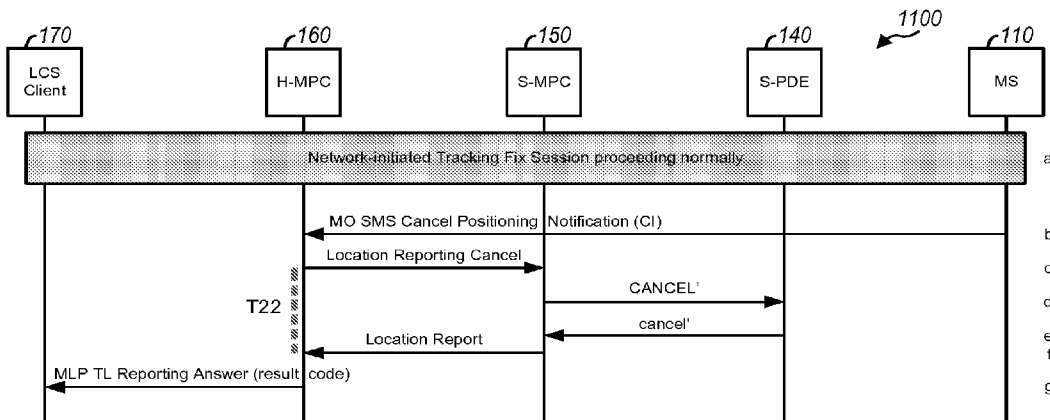 170
160
150
140
1100
110
LCS
Client
H-MPC
S-MPC
S-PDE
MS
Network-initiated Tracking Fix Session proceeding normally
a
MO SMS Cancel Positioning Notification (CI)
b
Location Reporting Cancel
c
T22
CANCEL'
d
cancel'
e
Location Report
f
MLP TL Reporting Answer (result code)
g